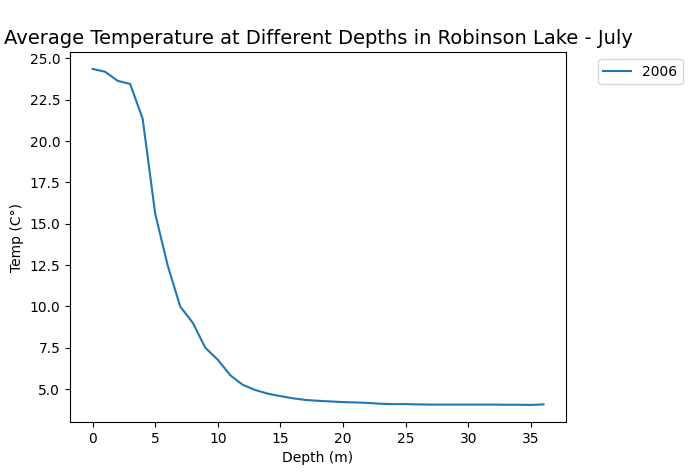 Average Temperature at Different Depths in Robinson Lake - July
2006
25.0
22.5
20.0
17.5
15.0
12.5
10.0
7.5
5.0
Temp (C°)
0 5 10 15 20 25 30 35
Depth (m)